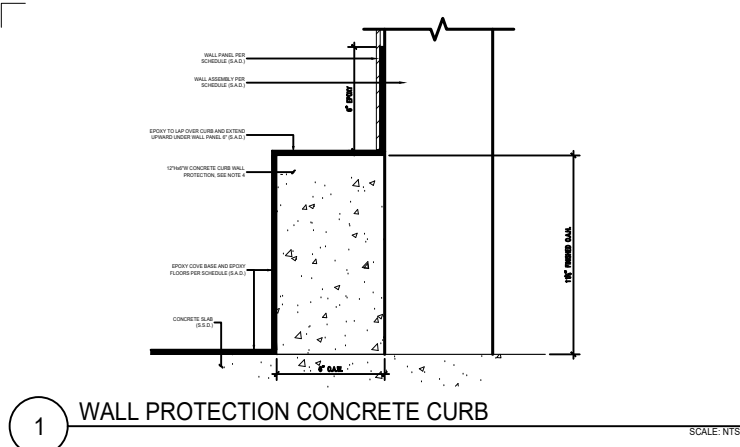 WALL PANEL PER
SCHEDULE (S.A.D.)
WALL ASSEMBLY PER
SCHEDULE (S.A.D.)
6" EPOXY
EPOXY TO LAP OVER CURB AND EXTEND
UPWARD UNDER WALL PANEL 6" (S.A.D.)
12"Hx6"W CONCRETE CURB WALL
PROTECTION, SEE NOTE 4
EPOXY COVE BASE AND EPOXY
FLOORS PER SCHEDULE (S.A.D.)
FINISHED O.A.H.
CONCRETE SLAB
(S.S.D.)
6" O.A.W.
1
WALL PROTECTION CONCRETE CURB
SCALE: NTS